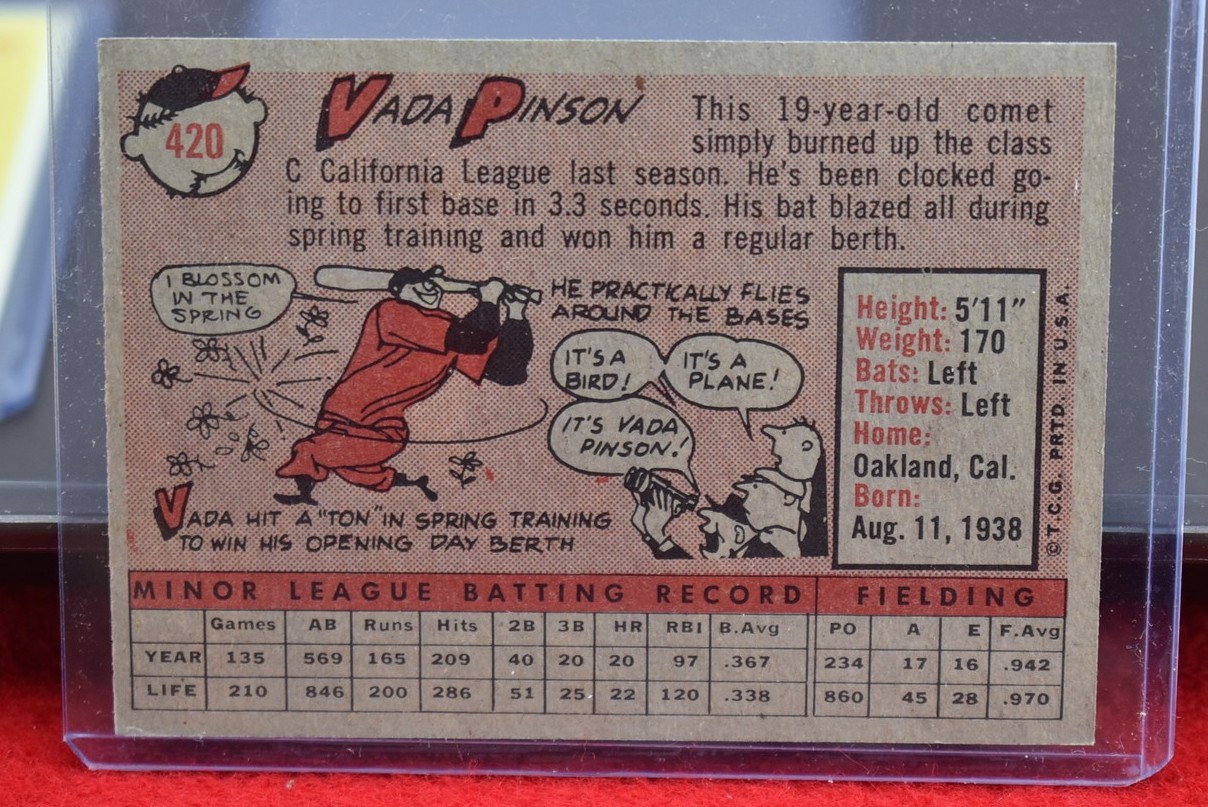 420
VADA PINSON
This 19-year-old comet
simply burned up the class
C California League last season. He's been clocked go-
ing to first base in 3.3 seconds. His bat blazed all during
spring training and won him a regular berth.
I BLOSSOM
IN THE
SPRING
HE PRACTICALLY FLIES
AROUND THE BASES
IT'S A
BIRD!
IT'S A
PLANE!
IT'S VADA
PINSON!
VADA HIT A "TON" IN SPRING TRAINING
TO WIN HIS OPENING DAY BERTH
Height: 5'11"
Weight: 170
Bats: Left
Throws: Left
Home:
Oakland, Cal.
Born:
Aug. 11, 1938
© T.C.G. PRTD. IN U.S.A.
MINOR LEAGUE BATTING RECORD FIELDING
Games AB Runs Hits 2B 3B HR RBI B.Avg PO A E F.Avg
YEAR 135 569 165 209 40 20 20 97 .367 234 17 16 .942
LIFE 210 846 200 286 51 25 22 120 .338 860 45 28 .970